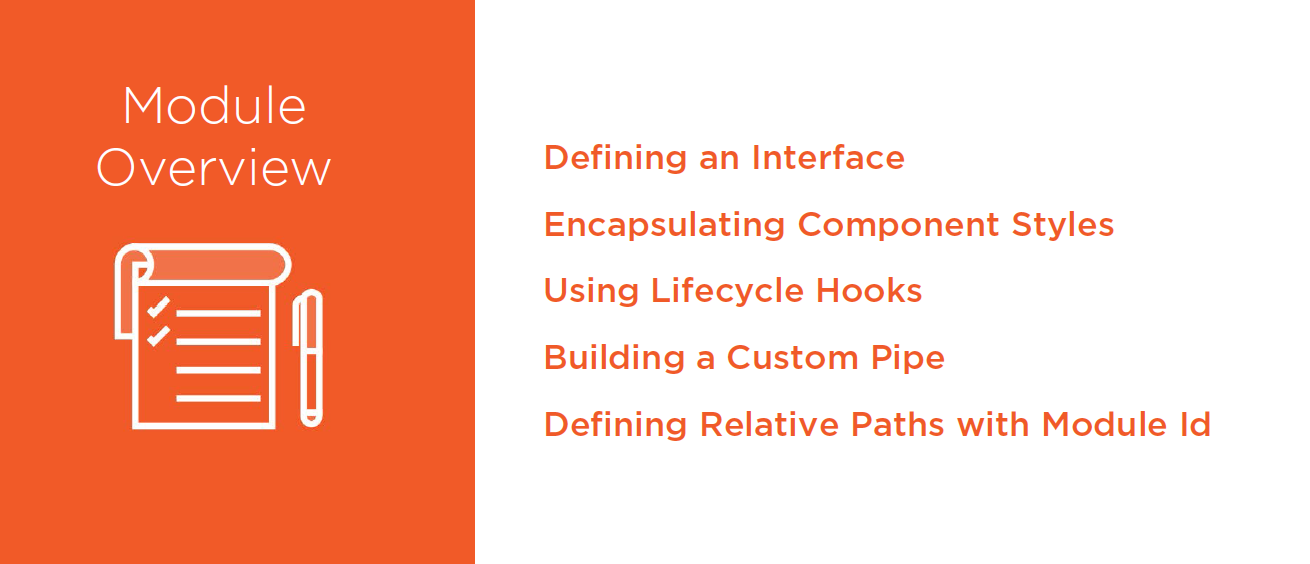 Module
Overview
Defining an Interface
Encapsulating Component Styles
Using Lifecycle Hooks
Building a Custom Pipe
Defining Relative Paths with Module Id